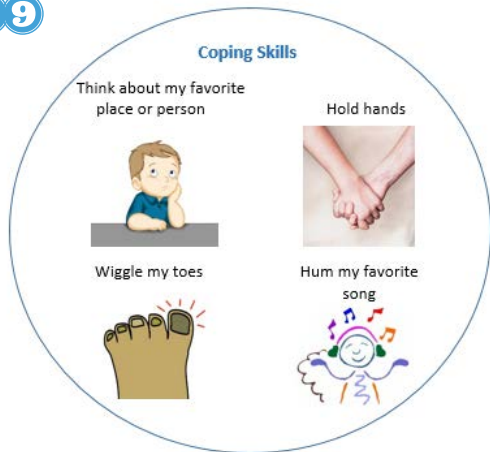 9
Coping Skills
Think about my favorite
place or person
Hold hands
Wiggle my toes
Hum my favorite
song